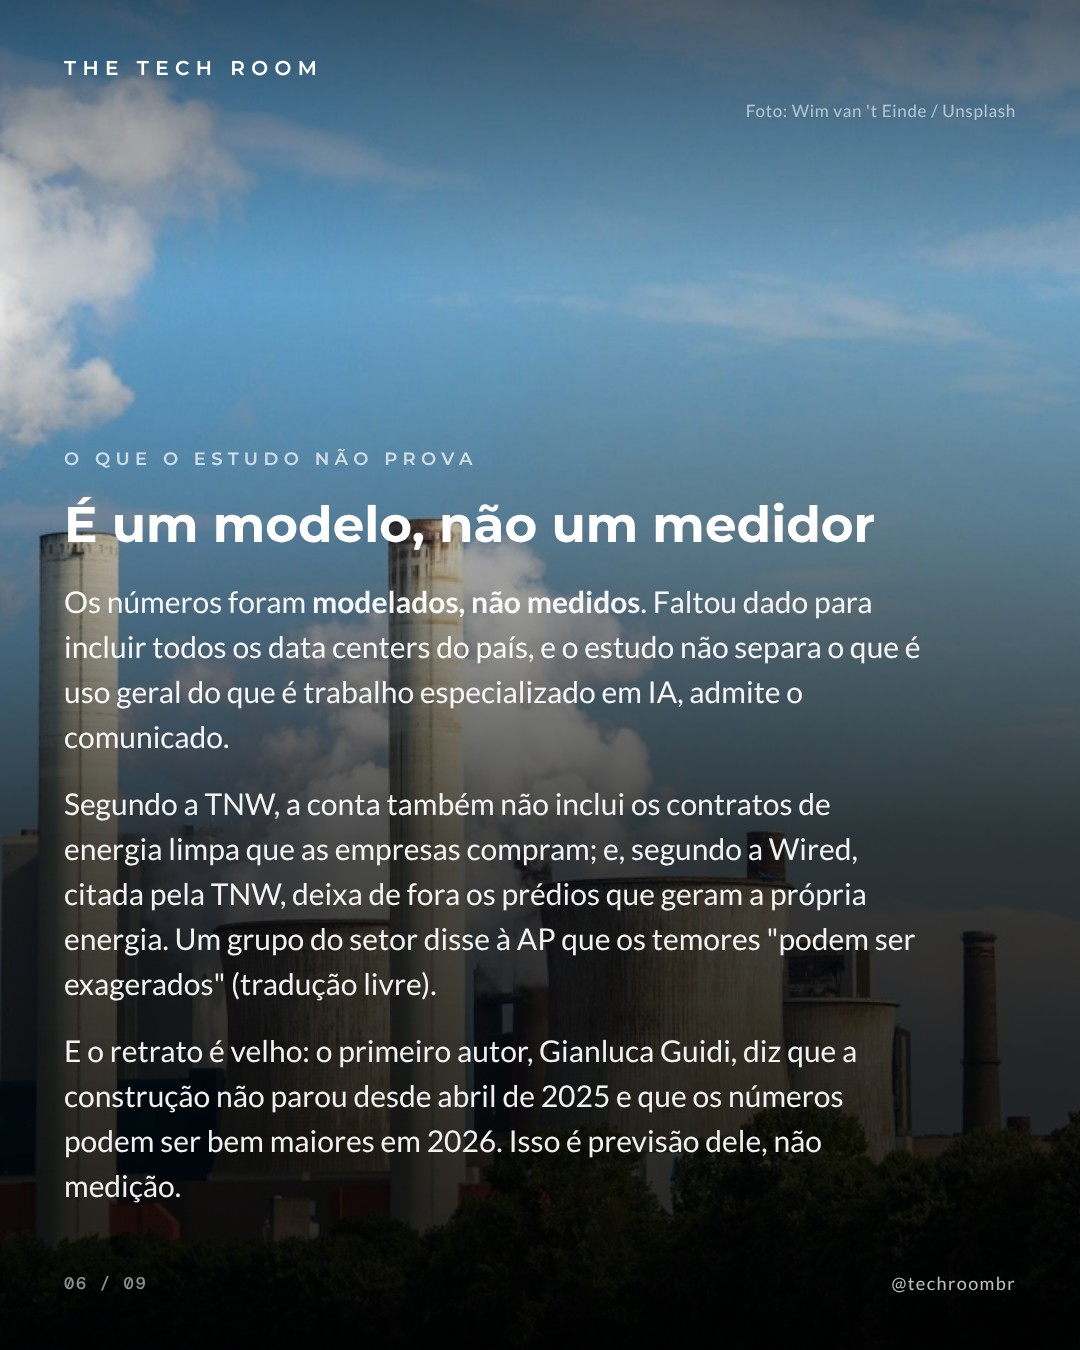 THE TECH ROOM
Foto: Wim van 't Einde / Unsplash
O QUE O ESTUDO NÃO PROVA
É um modelo, não um medidor
Os números foram modelados, não medidos. Faltou dado para
incluir todos os data centers do país, e o estudo não separa o que é
uso geral do que é trabalho especializado em IA, admite o
comunicado.
Segundo a TNW, a conta também não inclui os contratos de
energia limpa que as empresas compram; e, segundo a Wired,
citada pela TNW, deixa de fora os prédios que geram a própria
energia. Um grupo do setor disse à AP que os temores "podem ser
exagerados" (tradução livre).
E o retrato é velho: o primeiro autor, Gianluca Guidi, diz que a
construção não parou desde abril de 2025 e que os números
podem ser bem maiores em 2026. Isso é previsão dele, não
medição.
06 / 09
@techroombr